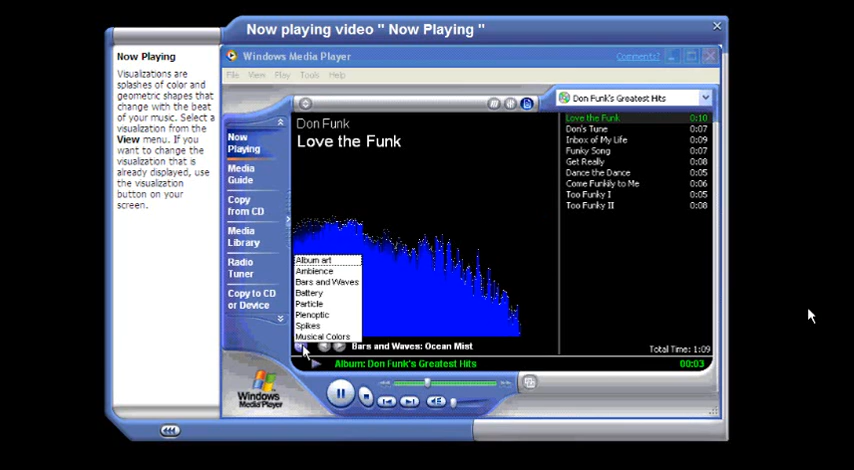 Now playing video " Now Playing "
Now Playing
Visualizations are
splashes of color and
geometric shapes that
change with the beat
of your music. Select a
visualization from the
View menu. If you
want to change the
visualization that is
already displayed, use
the visualization
button on your
screen.
Windows Media Player
Comments?
File View Play Tools Help
Now
Playing
Media
Guide
Copy
from CD
Media
Library
Radio
Tuner
Copy to CD
or Device
Don Funk
Love the Funk
Album art
Ambience
Bars and Waves
Battery
Particle
Plenoptic
Spikes
Musical Colors
Bars and Waves: Ocean Mist
Don Funk's Greatest Hits
Love the Funk 0:10
Don's Tune 0:07
Inbox of My Life 0:09
Funky Song 0:07
Get Really 0:08
Dance the Dance 0:05
Come Funkily to Me 0:06
Too Funky I 0:05
Too Funky II 0:08
Total Time: 1:09
Album: Don Funk's Greatest Hits 00:03
Windows
Media Player